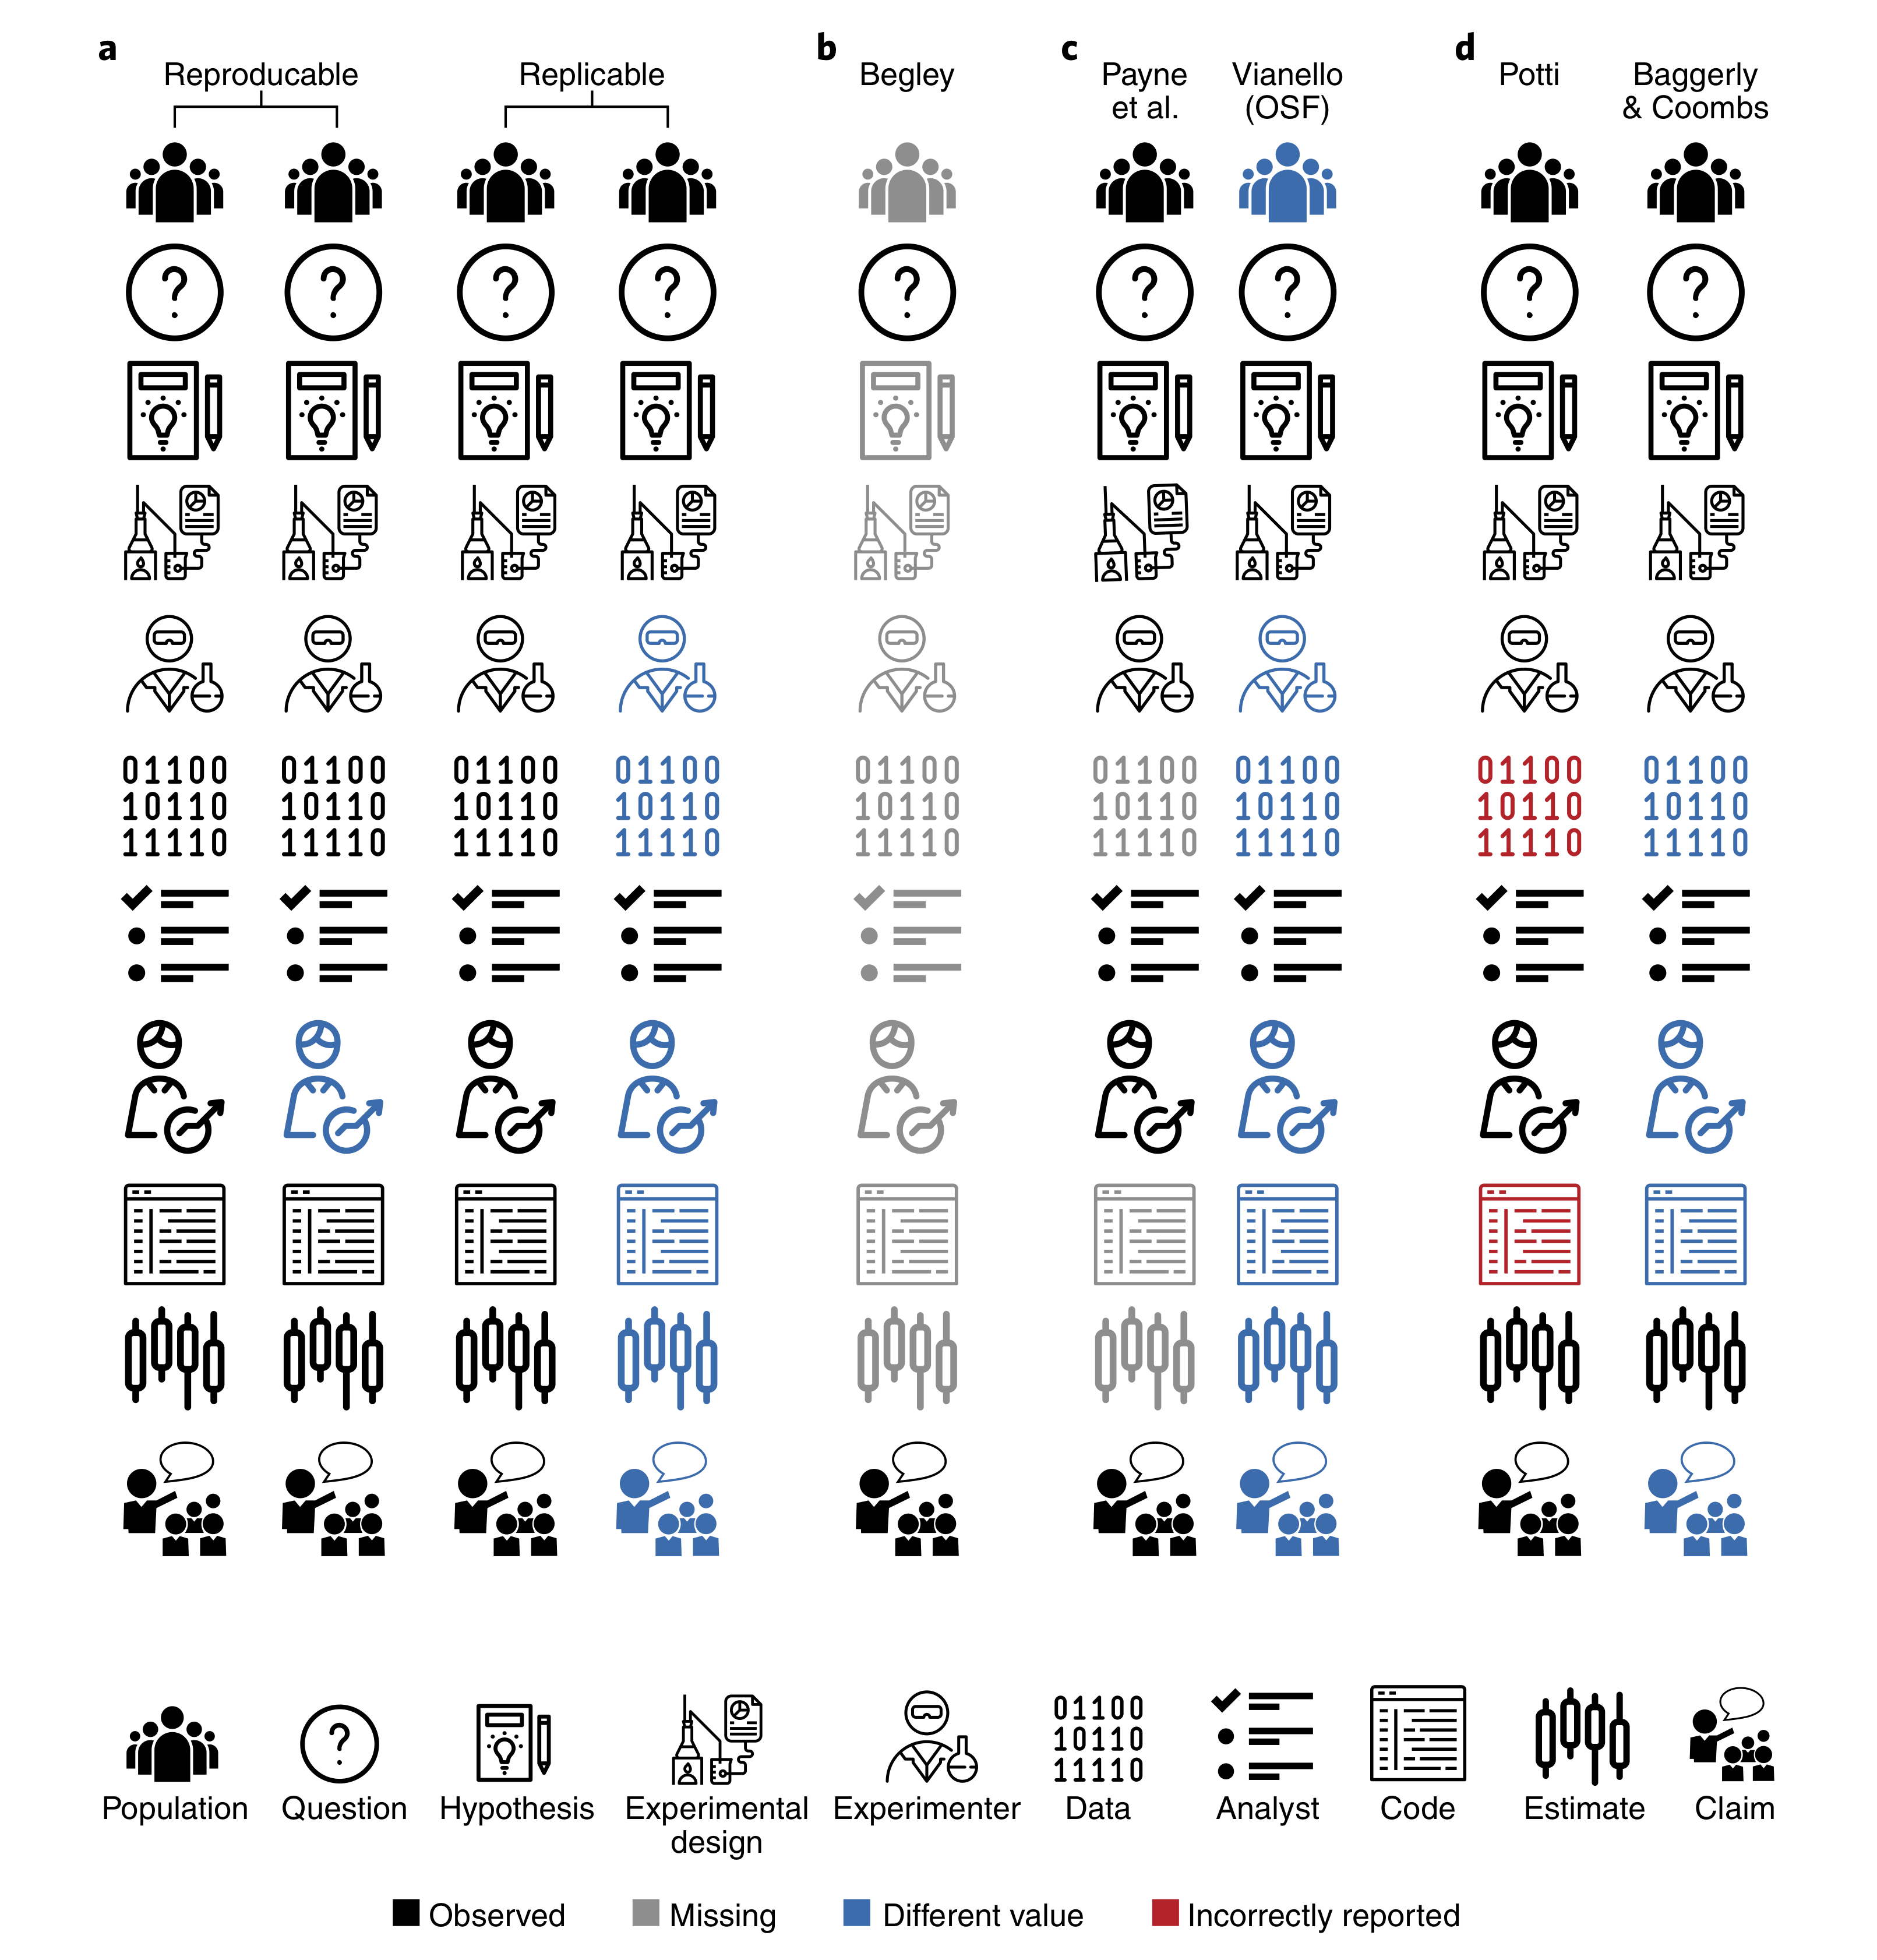 a b c d
Reproducable Replicable Begley Payne et al. Vianello (OSF) Potti Baggerly & Coombs
? ? ? ? ? ? ? ? ?
01100 01100 01100 01100 01100 01100 01100 01100 01100
10110 10110 10110 10110 10110 10110 10110 10110 10110
11110 11110 11110 11110 11110 11110 11110 11110 11110
?
01100
10110
11110
Population Question Hypothesis Experimental design Experimenter Data Analyst Code Estimate Claim
Observed Missing Different value Incorrectly reported